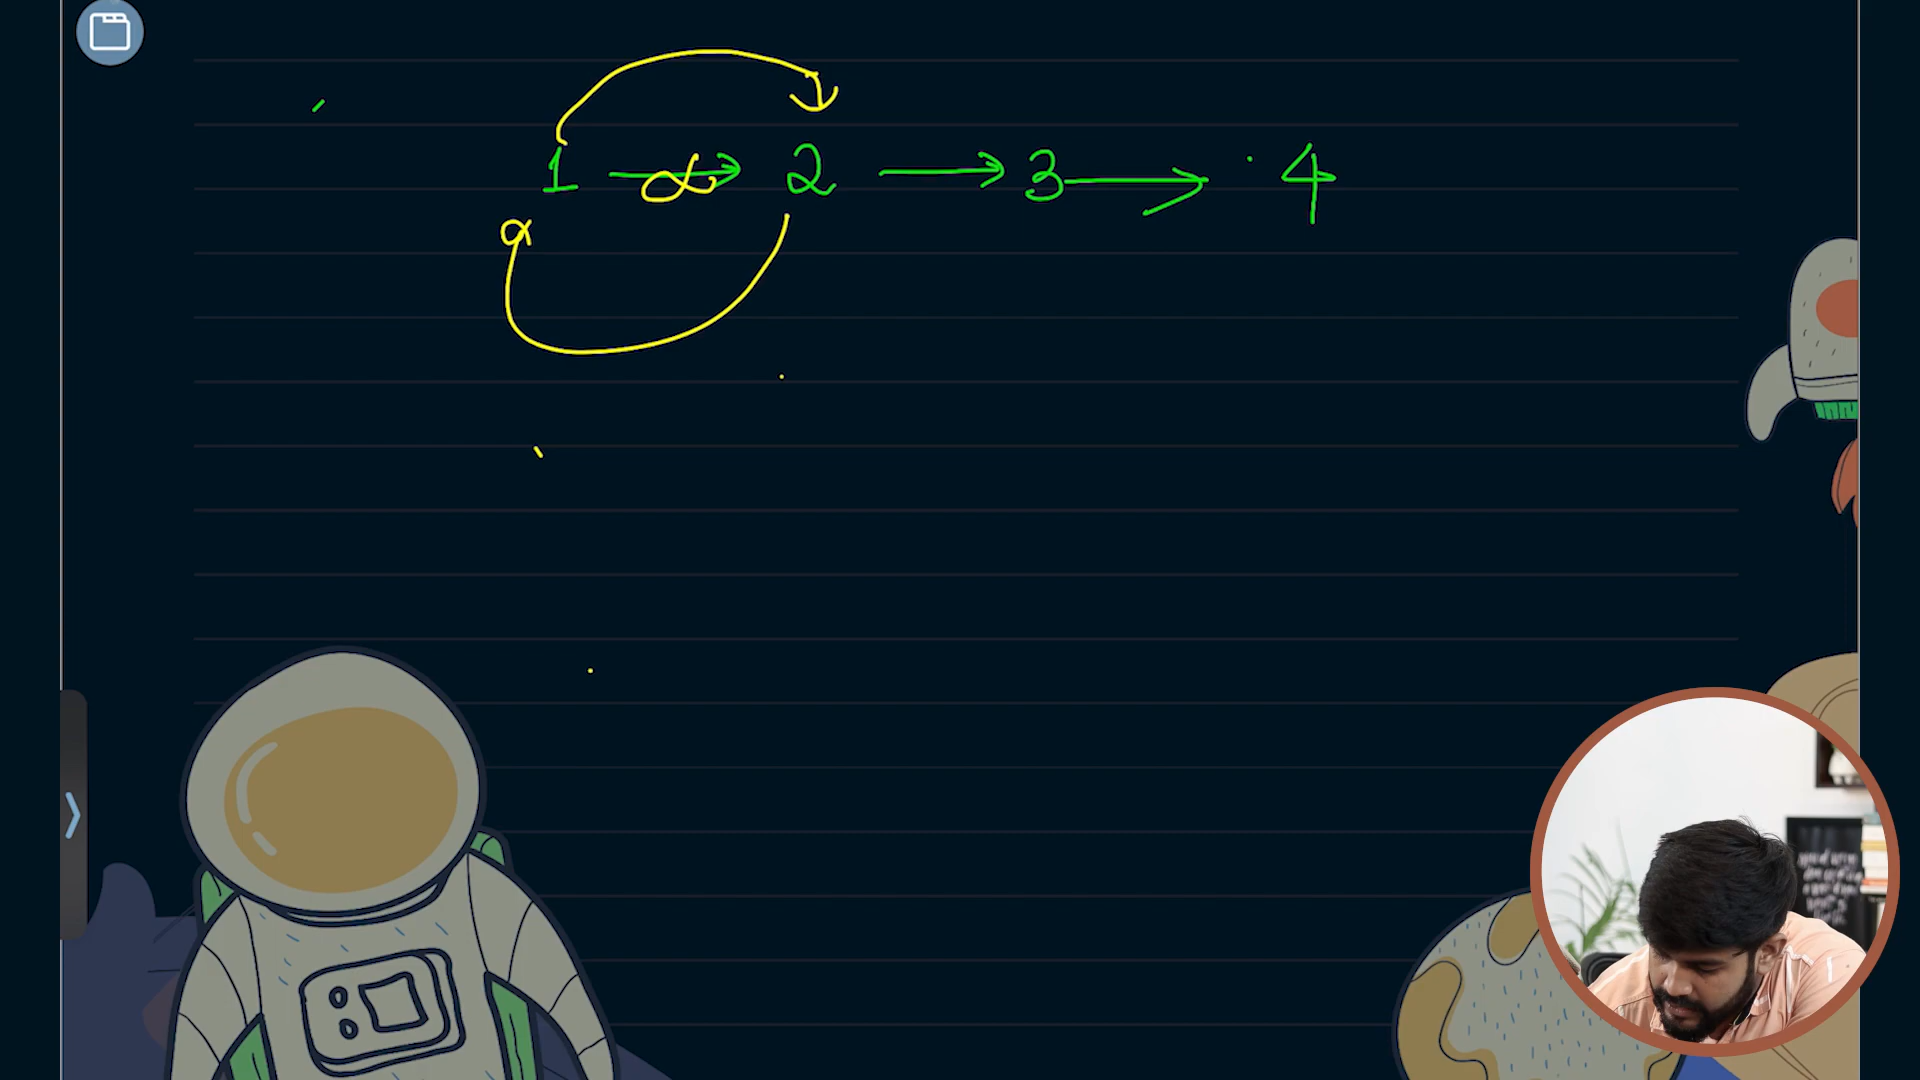 1 → 2 → 3 → 4